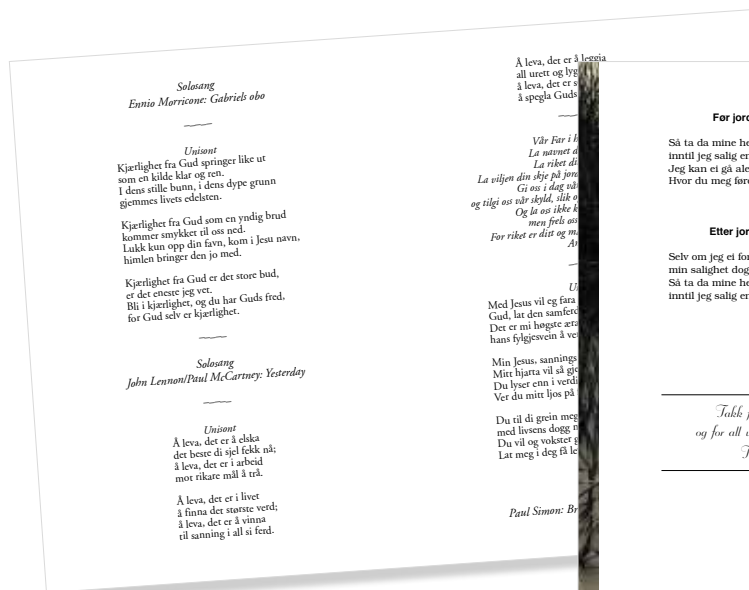 Solosang
Ennio Morricone: Gabriels obo
Unisont
Kjærlighet fra Gud springer like ut
som en kilde klar og ren.
I dens stille bunn, i dens dype grunn
gjemmes livets edelsten.
Kjærlighet fra Gud som en yndig brud
kommer smykket til oss ned.
Lukk kun opp din favn, kom i Jesu navn,
himlen bringer den jo med.
Kjærlighet fra Gud er det store bud,
er det eneste jeg vet.
Bli i kjærlighet, og du har Guds fred,
for Gud selv er kjærlighet.
Solosang
John Lennon/Paul McCartney: Yesterday
Unisont
Å leva, det er å elska
det beste di sjel fekk nå;
å leva, det er i arbeid
mot rikare mål å trå.
Å leva, det er i livet
å finna det største verd;
å leva, det er å vinna
til sanning i all si ferd.
Å leva, det er å leggia
all urett og lyg
å leva, det er s
å spegla Guds
Vår Far i h
La navnet d
La riket di
La viljen din skje på jord
Gi oss i dag vår
og tilgi oss vår skyld, slik o
Og la oss ikke k
men frels oss
For riket er ditt og ma
Am
U
Med Jesus vil eg fara
Gud, lat den samferd
Det er mi høgste æra
hans fylgjesvein å ve
Min Jesus, sannings
Mitt hjarta vil så gje
Du lyser enn i verdi
Ver du mitt ljos på
Du til di grein meg
med livsens dogg m
Du vil og vokster g
Lat meg i deg få le
Paul Simon: Br
Før jor
Så ta da mine he
inntil jeg salig er
Jeg kan ei gå ale
Hvor du meg føre
Etter jor
Selv om jeg ei for
min salighet dog
Så ta da mine he
inntil jeg salig er
Takk f
og for all